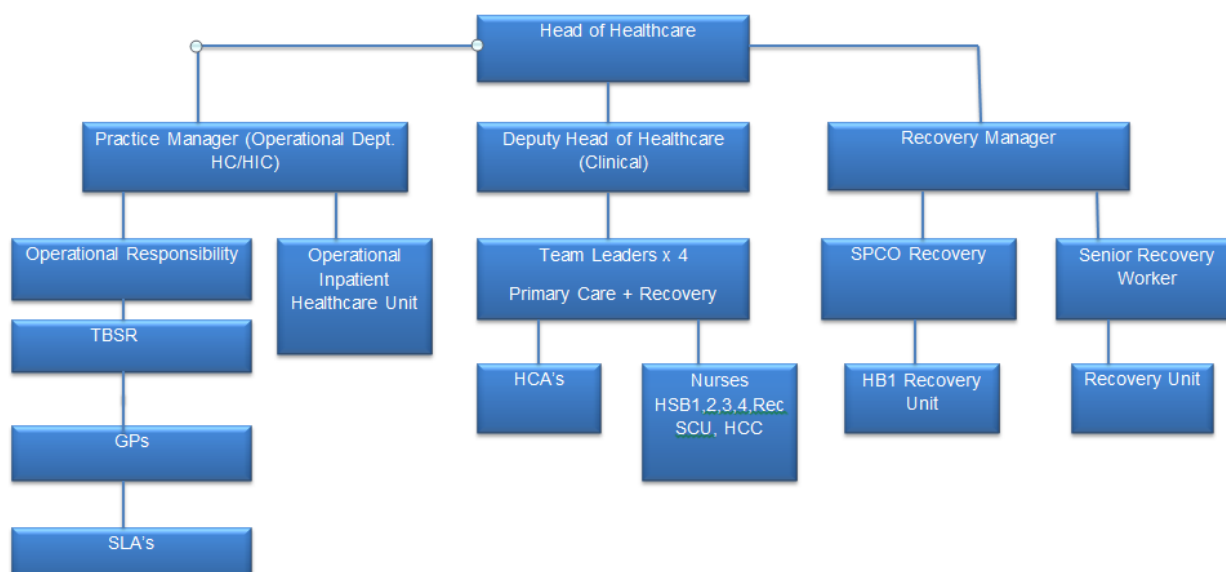 Head of Healthcare
Practice Manager (Operational Dept.
HC/HIC)
Deputy Head of Healthcare
(Clinical)
Recovery Manager
Operational Responsibility
Operational
Inpatient
Healthcare Unit
Team Leaders x 4
Primary Care + Recovery
SPCO Recovery
Senior Recovery
Worker
TBSR
HCA's
Nurses
HSB1,2,3,4,Rec
SCU, HCC
HB1 Recovery
Unit
Recovery Unit
GPs
SLA's